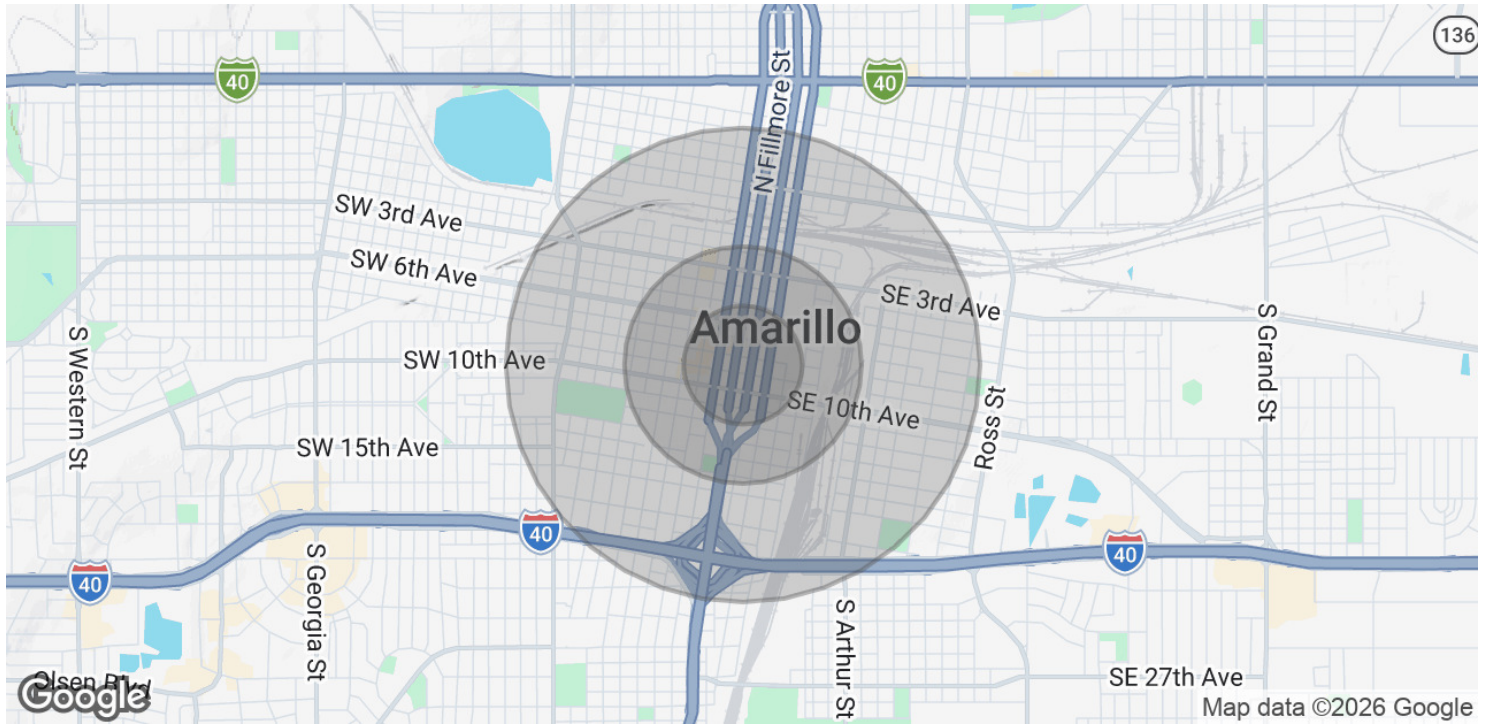 136
40
40
N Fillmore St
SW 3rd Ave
SW 6th Ave
SE 3rd Ave
Amarillo
S Western St
S Grand St
SW 10th Ave
SE 10th Ave
Ross St
SW 15th Ave
40
40
40
S Georgia St
S Arthur St
SE 27th Ave
Olsen Blvd
Google
Map data ©2026 Google